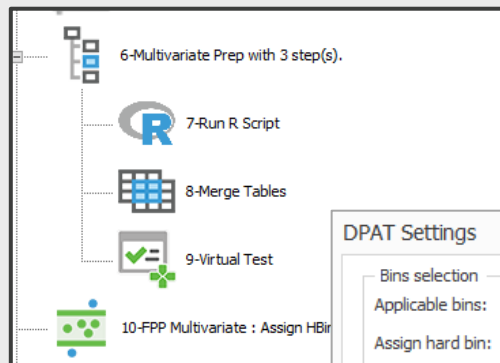 6-Multivariate Prep with 3 step(s).
R
7-Run R Script
8-Merge Tables
9-Virtual Test
DPAT Settings
Bins selection
Applicable bins:
10-FPP Multivariate : Assign HBir
Assign hard bin: